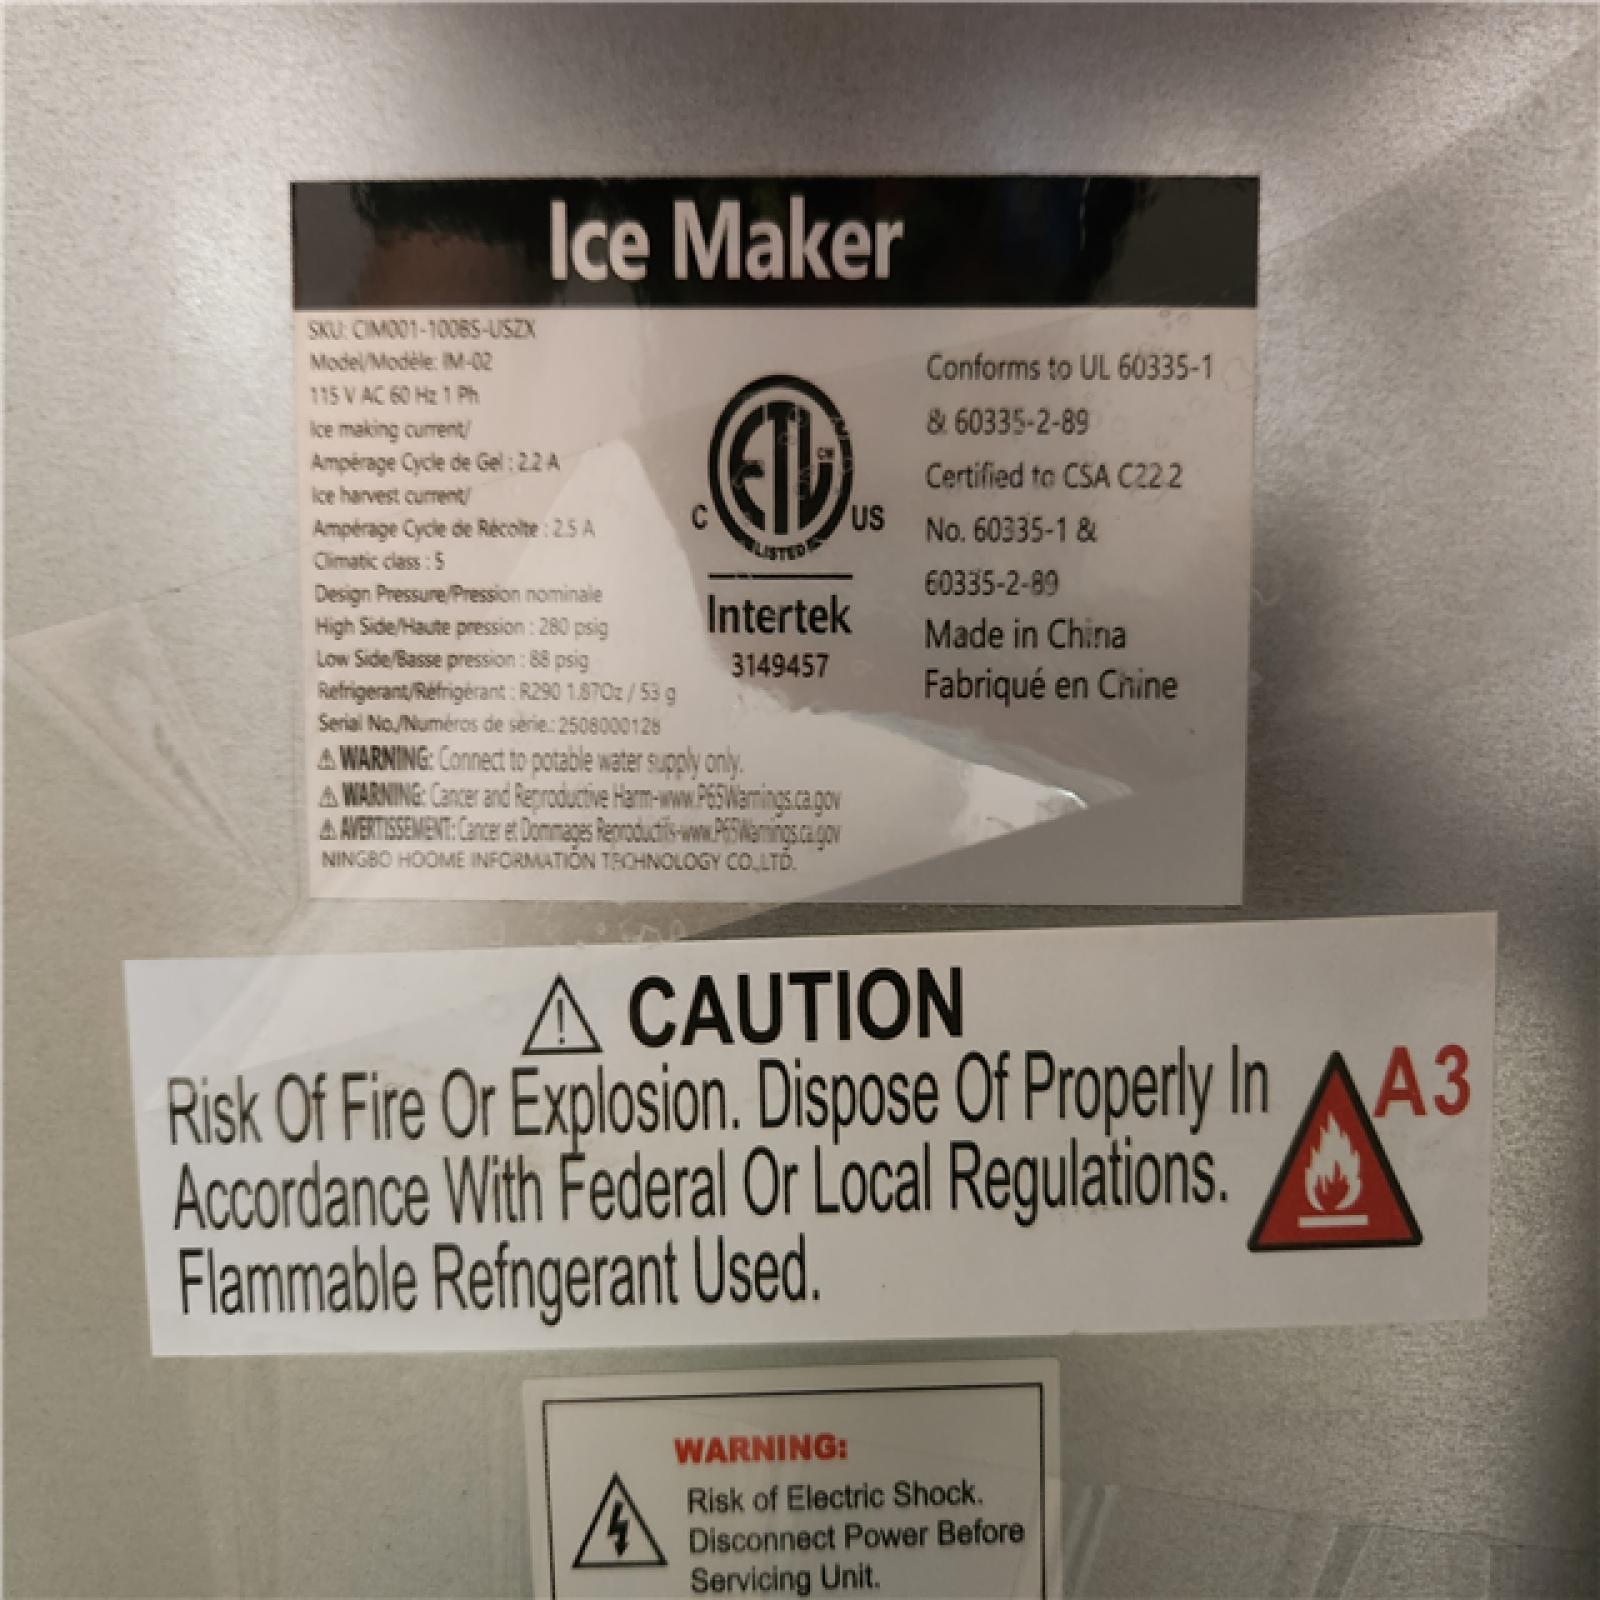 Ice Maker
SKU: CIM001-100BS-USZX
Model/Modèle: IM-02
115 V AC 60 Hz 1 Ph
Ice making current/
Ampérage Cycle de Gel : 2.2 A
Ice harvest current/
Ampérage Cycle de Récolte : 2.5 A
Climatic class : 5
Design Pressure/Pression nominale
High Side/Haute pression : 280 psig
Low Side/Basse pression : 88 psig
Refrigerant/Réfrigérant : R290 1.87Oz / 53 g
Serial No./Numéros de série.: 2508000128
⚠ WARNING: Connect to potable water supply only.
⚠ WARNING: Cancer and Reproductive Harm-www.P65Warnings.ca.gov
⚠ AVERTISSEMENT: Cancer et Dommages Reproductifs-www.P65Warnings.ca.gov
NINGBO HOOME INFORMATION TECHNOLOGY CO.,LTD.
ETL CM
LISTED
C US
Intertek
3149457
Conforms to UL 60335-1
& 60335-2-89
Certified to CSA C22.2
No. 60335-1 &
60335-2-89
Made in China
Fabriqué en Chine
⚠ CAUTION
Risk Of Fire Or Explosion. Dispose Of Properly In
Accordance With Federal Or Local Regulations.
Flammable Refngerant Used.
A3
WARNING:
Risk of Electric Shock.
Disconnect Power Before
Servicing Unit.